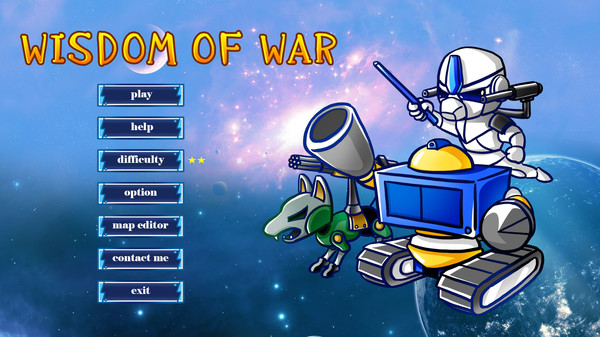 WISDOM OF WAR
play
help
difficulty
option
map editor
contact me
exit